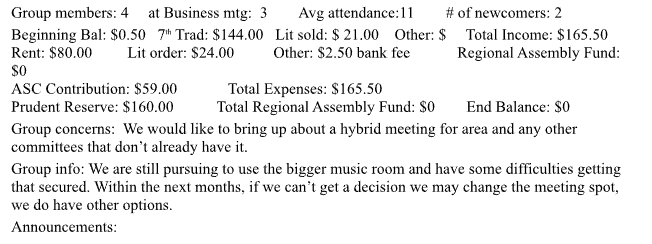 Group members: 4 at Business mtg: 3 Avg attendance:11 # of newcomers: 2
Beginning Bal: $0.50 7th Trad: $144.00 Lit sold: $ 21.00 Other: $ Total Income: $165.50
Rent: $80.00 Lit order: $24.00 Other: $2.50 bank fee Regional Assembly Fund:
$0
ASC Contribution: $59.00 Total Expenses: $165.50
Prudent Reserve: $160.00 Total Regional Assembly Fund: $0 End Balance: $0
Group concerns: We would like to bring up about a hybrid meeting for area and any other
committees that don't already have it.
Group info: We are still pursuing to use the bigger music room and have some difficulties getting
that secured. Within the next months, if we can't get a decision we may change the meeting spot,
we do have other options.
Announcements: